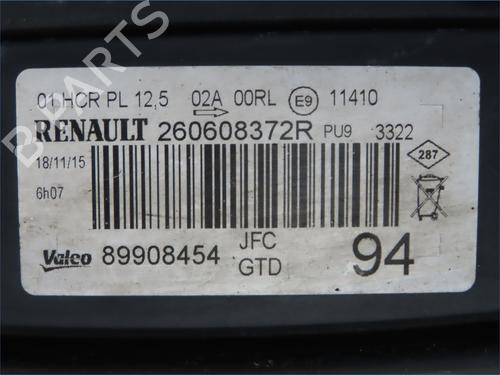 B PARTS
01 HCR PL 12,5 02A 00RL E9 11410
RENAULT 260608372R PU9 3322
18/11/15
287
6h07
Valeo 89908454 JFC
GTD 94